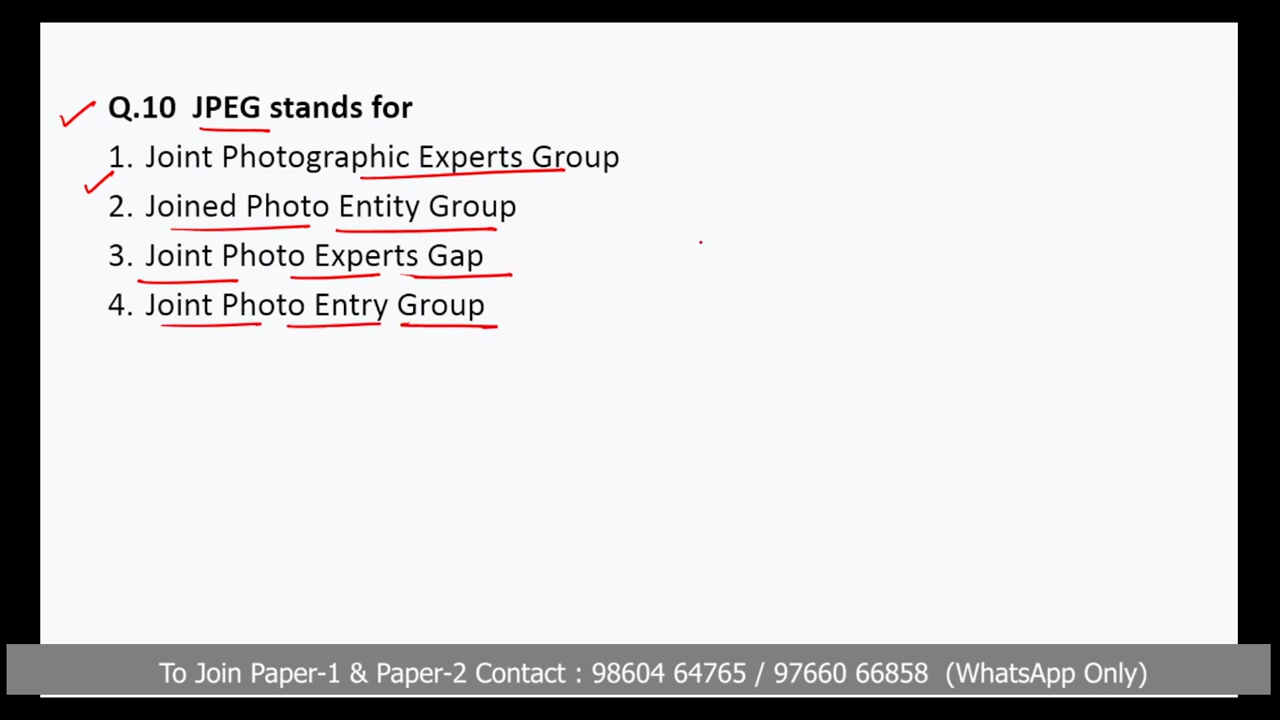 Q.10 JPEG stands for
1. Joint Photographic Experts Group
2. Joined Photo Entity Group
3. Joint Photo Experts Gap
4. Joint Photo Entry Group
To Join Paper-1 & Paper-2 Contact : 98604 64765 / 97660 66858 (WhatsApp Only)